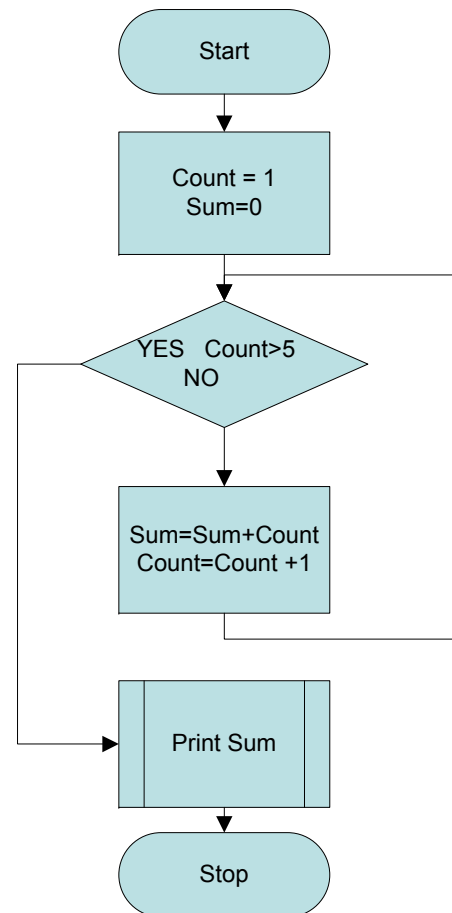 Start
Count = 1
Sum=0
YES Count>5
NO
Sum=Sum+Count
Count=Count +1
Print Sum
Stop